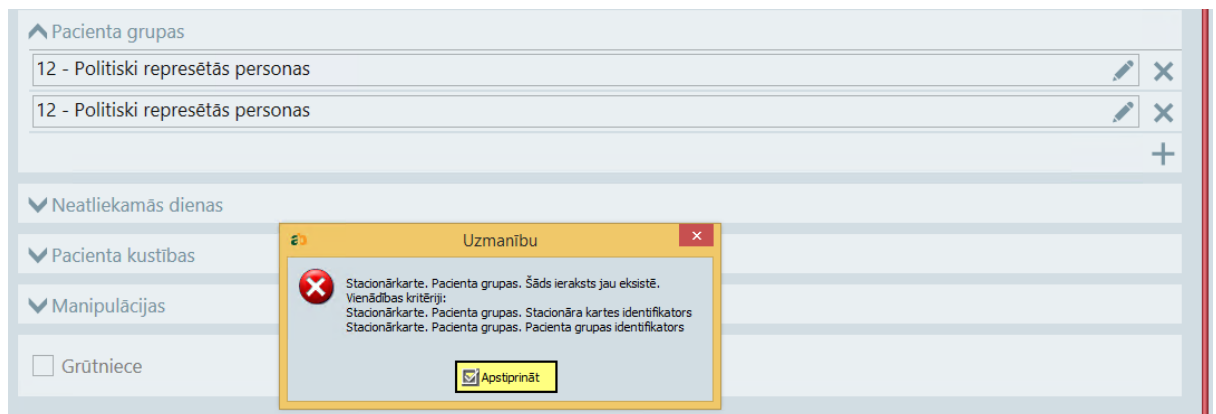 Pacienta grupas
12 - Politiski represētās personas
12 - Politiski represētās personas
Neatliekamās dienas
Pacienta kustības
Manipulācijas
Grūtniece
ab
Uzmanību
Stacionārkarte. Pacienta grupas. Šāds ieraksts jau eksistē.
Vienādības kritēriji:
Stacionārkarte. Pacienta grupas. Stacionāra kartes identifikators
Stacionārkarte. Pacienta grupas. Pacienta grupas identifikators
Apstiprināt